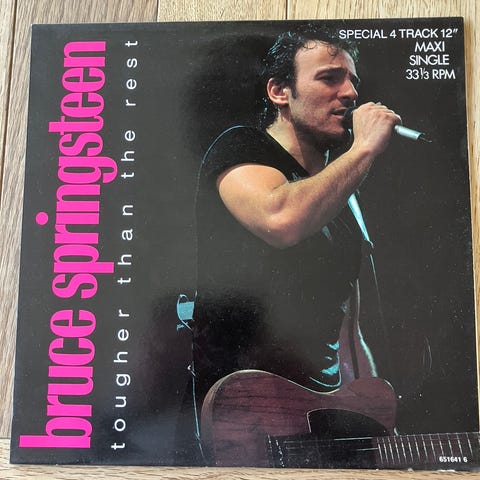 SPECIAL 4 TRACK 12"
MAXI
SINGLE
33⅓ RPM
bruce springsteen
tougher than the rest
651641 6